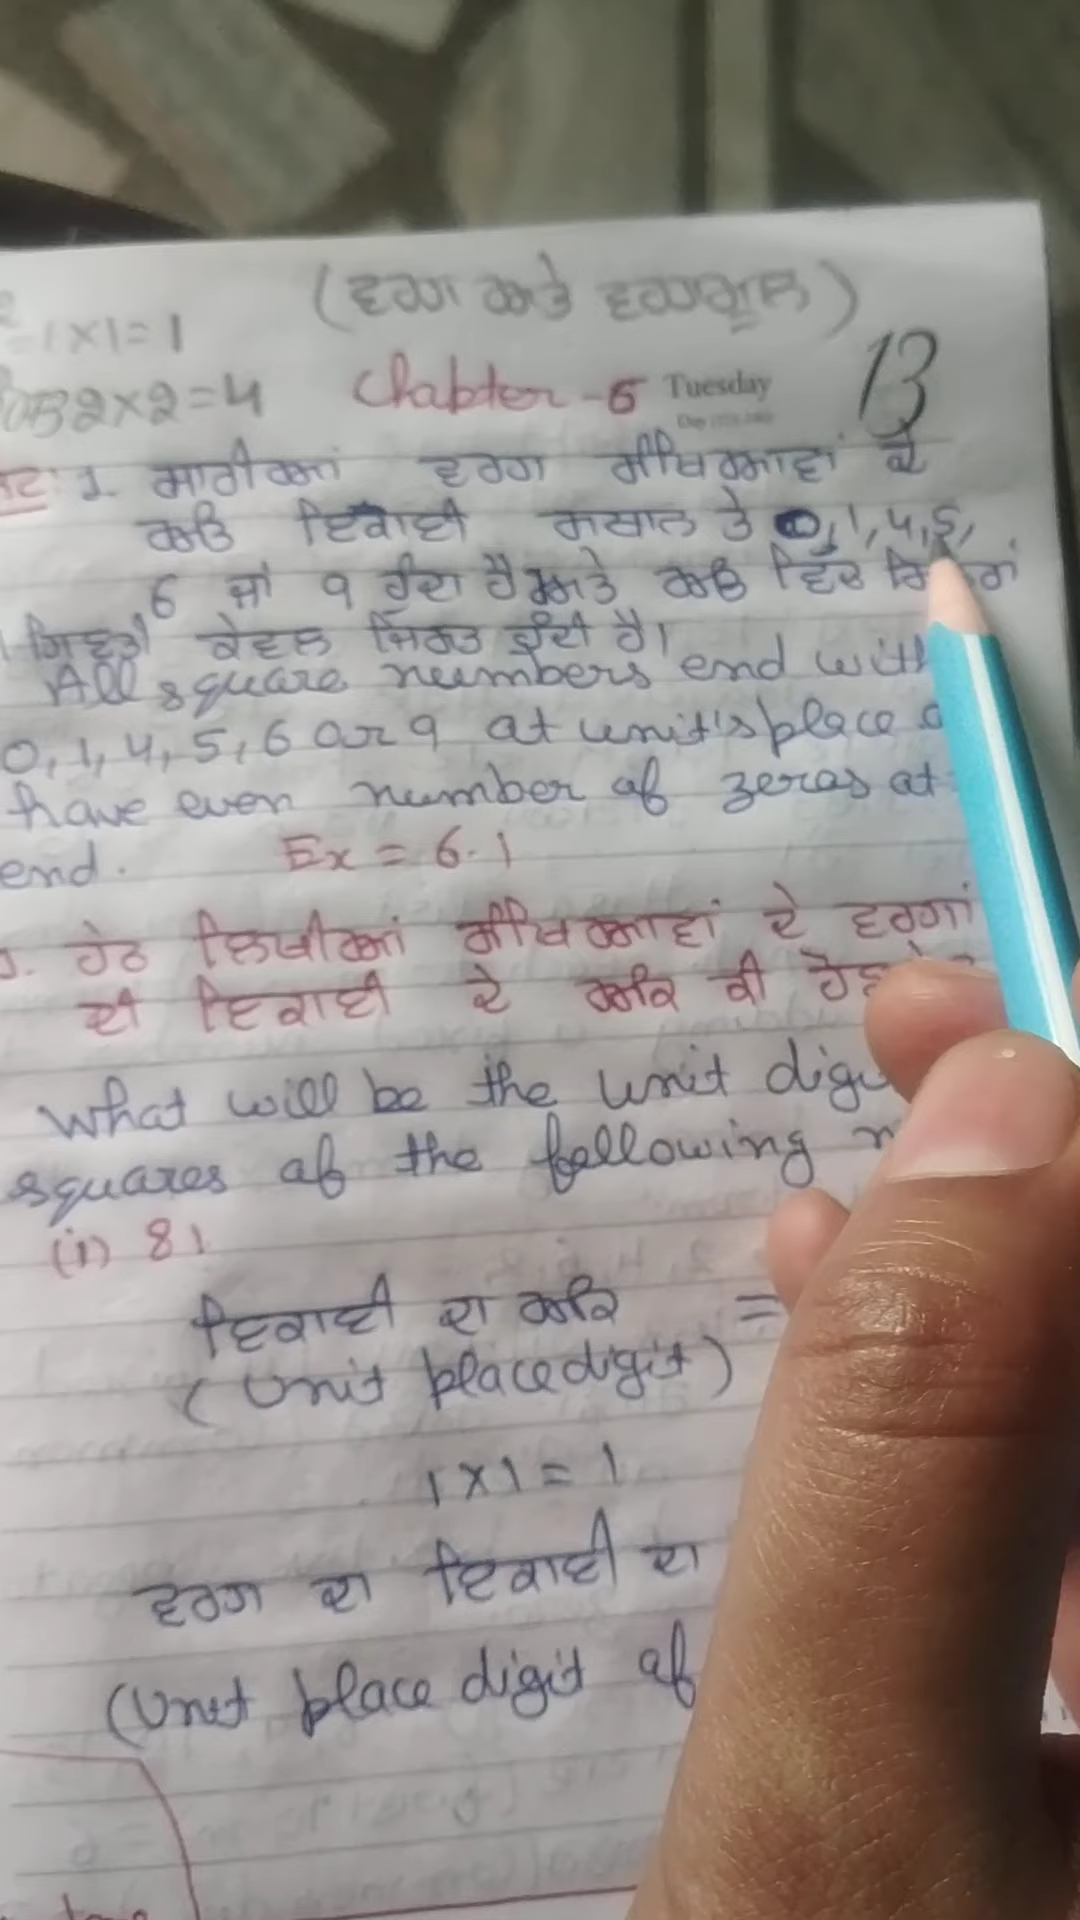 (ਵਰਗ ਅਤੇ ਵਰਗਮੂਲ)
1×1=1
2×2=4
Chapter-6 Tuesday
13
1. ਸਾਰੀਆਂ ਵਰਗ ਸੰਖਿਆਵਾਂ ਦੇ
ਅੰਤ ਇਕਾਈ ਸਥਾਨ ਤੇ 0,1,4,5,
6 ਜਾਂ 9 ਹੁੰਦਾ ਹੈ ਅਤੇ ਅੰਤ ਵਿੱਚ
ਗਿਣਤੀ ਕੇਵਲ ਜਿਸਤ ਹੁੰਦੀ ਹੈ।
All square numbers end with
0,1,4,5,6 or 9 at unit's place
have even number of zeros at
end.
Ex = 6.1
1. ਹੇਠ ਲਿਖੀਆਂ ਸੰਖਿਆਵਾਂ ਦੇ ਵਰਗਾਂ
ਦੀ ਇਕਾਈ ਦੇ ਅੰਕ ਕੀ
What will be the unit
squares of the following
(i) 81
ਇਕਾਈ ਦਾ ਅੰਕ =
(Unit place digit)
1×1=1
ਵਰਗ ਦਾ ਇਕਾਈ ਦਾ
(Unit place digit of